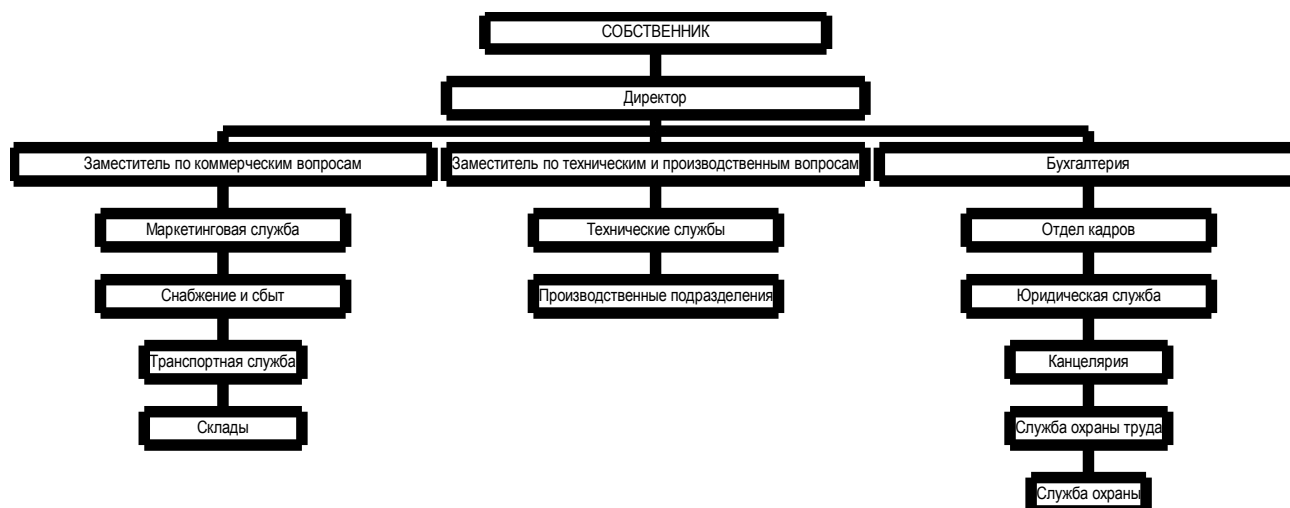 СОБСТВЕННИК
Директор
Заместитель по коммерческим вопросам
Заместитель по техническим и производственным вопросам
Бухгалтерия
Маркетинговая служба
Технические службы
Отдел кадров
Снабжение и сбыт
Производственные подразделения
Юридическая служба
Транспортная служба
Канцелярия
Склады
Служба охраны труда
Служба охраны